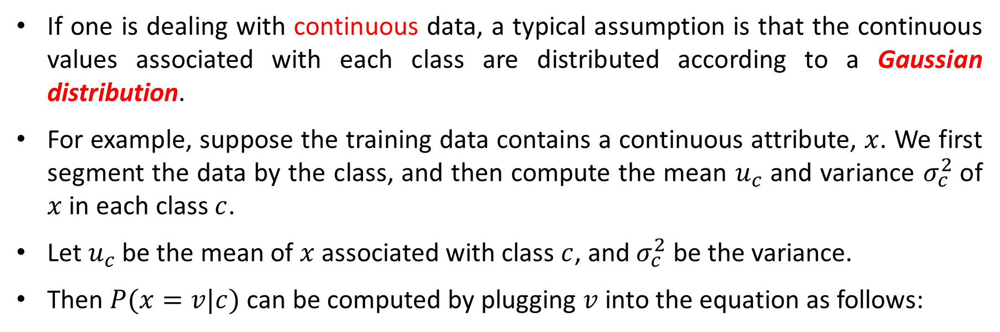 • If one is dealing with continuous data, a typical assumption is that the continuous
values associated with each class are distributed according to a Gaussian
distribution.
• For example, suppose the training data contains a continuous attribute, x. We first
segment the data by the class, and then compute the mean u_c and variance σ_c^2 of
x in each class c.
• Let u_c be the mean of x associated with class c, and σ_c^2 be the variance.
• Then P(x = v|c) can be computed by plugging v into the equation as follows: